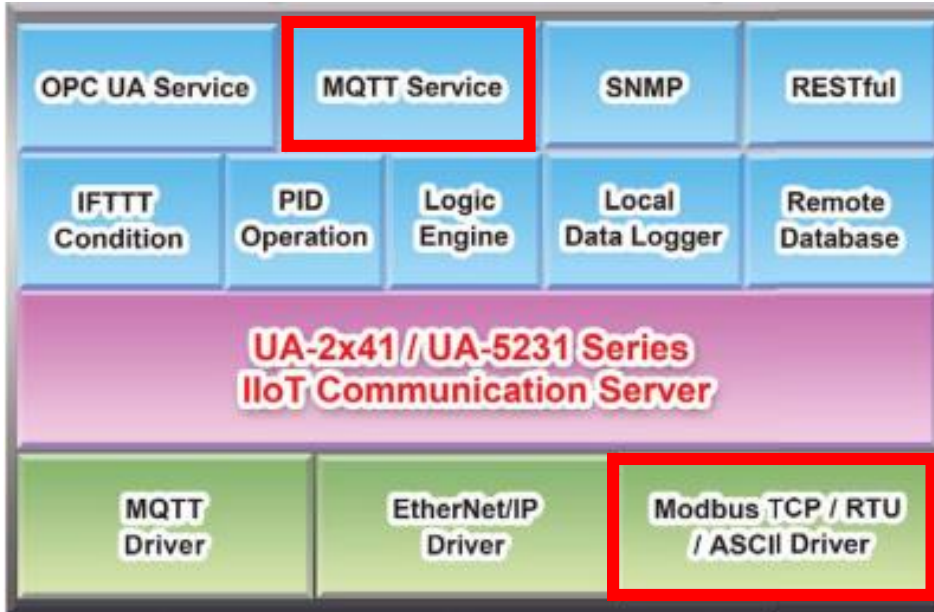 OPC UA Service
MQTT Service
SNMP
RESTful
IFTTT
Condition
PID
Operation
Logic
Engine
Local
Data Logger
Remote
Database
UA-2x41 / UA-5231 Series
IIoT Communication Server
MQTT
Driver
EtherNet/IP
Driver
Modbus TCP / RTU
/ ASCII Driver